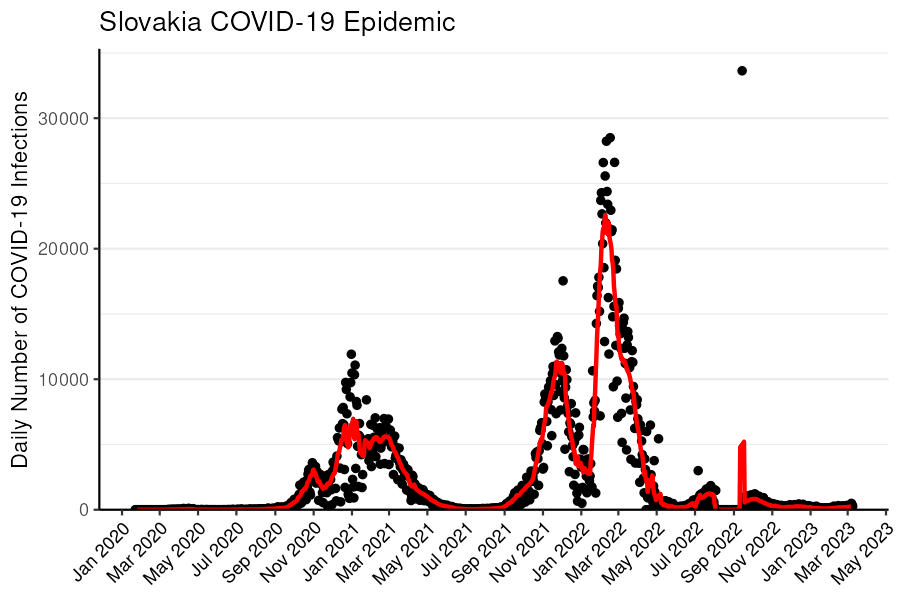 Slovakia COVID-19 Epidemic
Daily Number of COVID-19 Infections
30000
20000
10000
0
Jan 2020
Mar 2020
May 2020
Jul 2020
Sep 2020
Nov 2020
Jan 2021
Mar 2021
May 2021
Jul 2021
Sep 2021
Nov 2021
Jan 2022
Mar 2022
May 2022
Jul 2022
Sep 2022
Nov 2022
Jan 2023
Mar 2023
May 2023